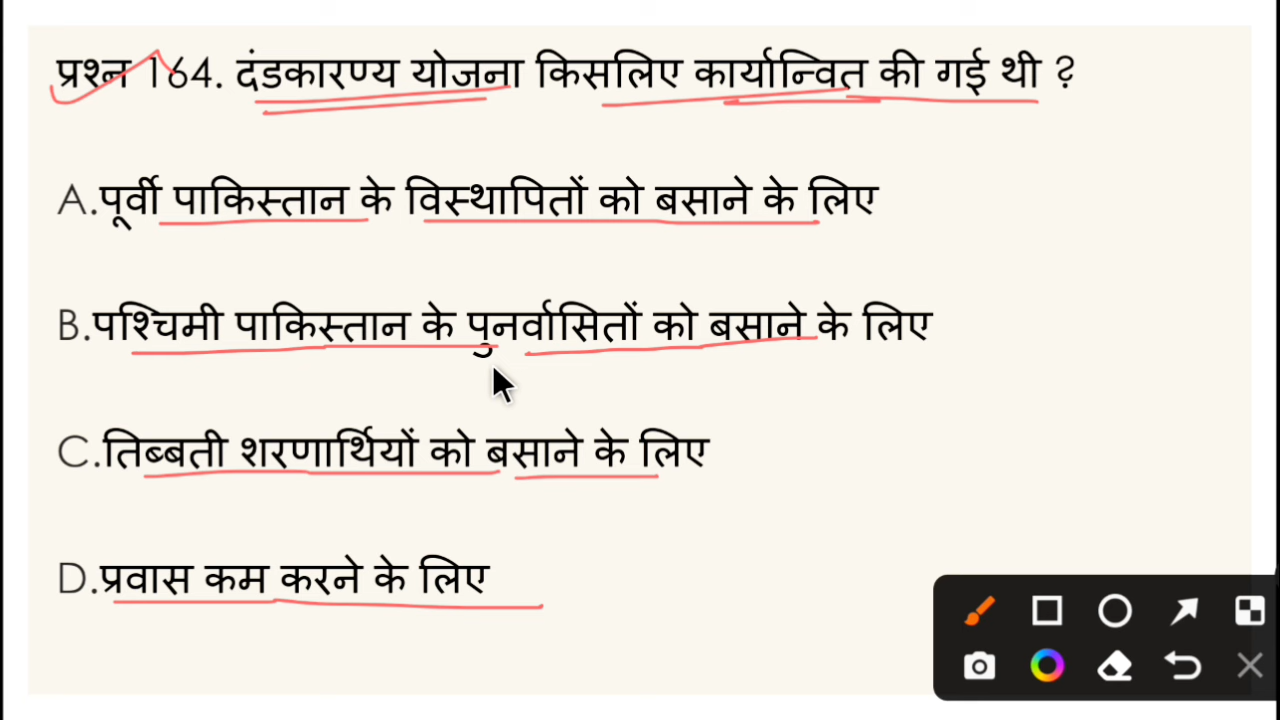 प्रश्न 164. दंडकारण्य योजना किसलिए कार्यान्वित की गई थी ?
A.पूर्वी पाकिस्तान के विस्थापितों को बसाने के लिए
B.पश्चिमी पाकिस्तान के पुनर्वासितों को बसाने के लिए
C.तिब्बती शरणार्थियों को बसाने के लिए
D.प्रवास कम करने के लिए